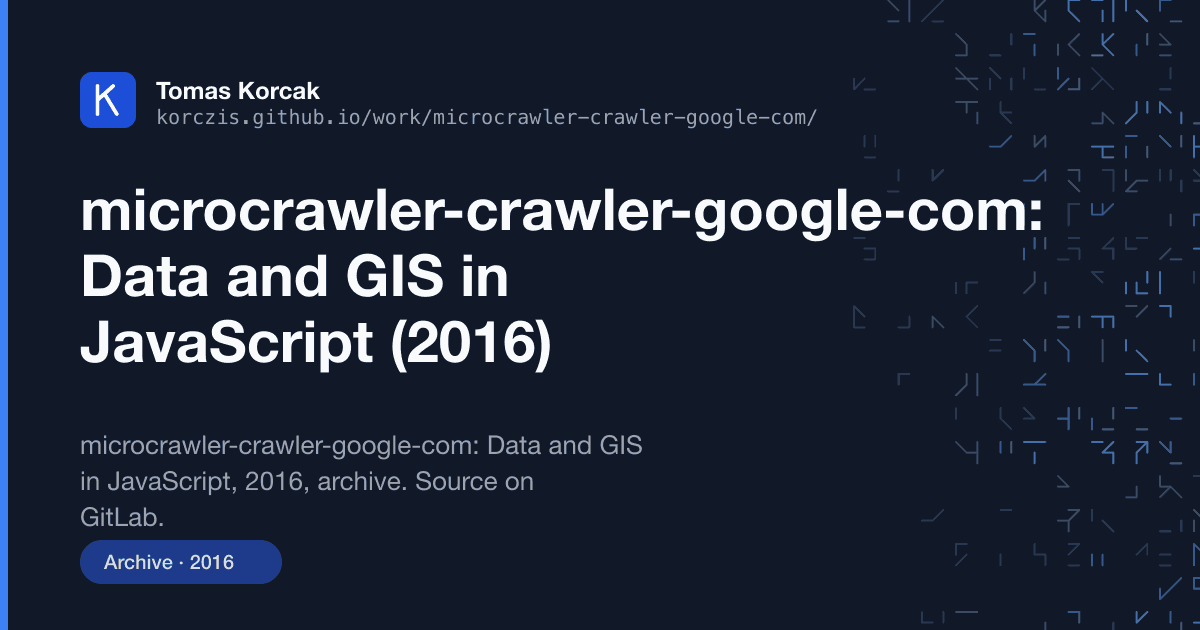 Tomas Korcak
korczis.github.io/work/microcrawler-crawler-google-com/
microcrawler-crawler-google-com:
Data and GIS in
JavaScript (2016)
microcrawler-crawler-google-com: Data and GIS
in JavaScript, 2016, archive. Source on
GitLab.
Archive · 2016